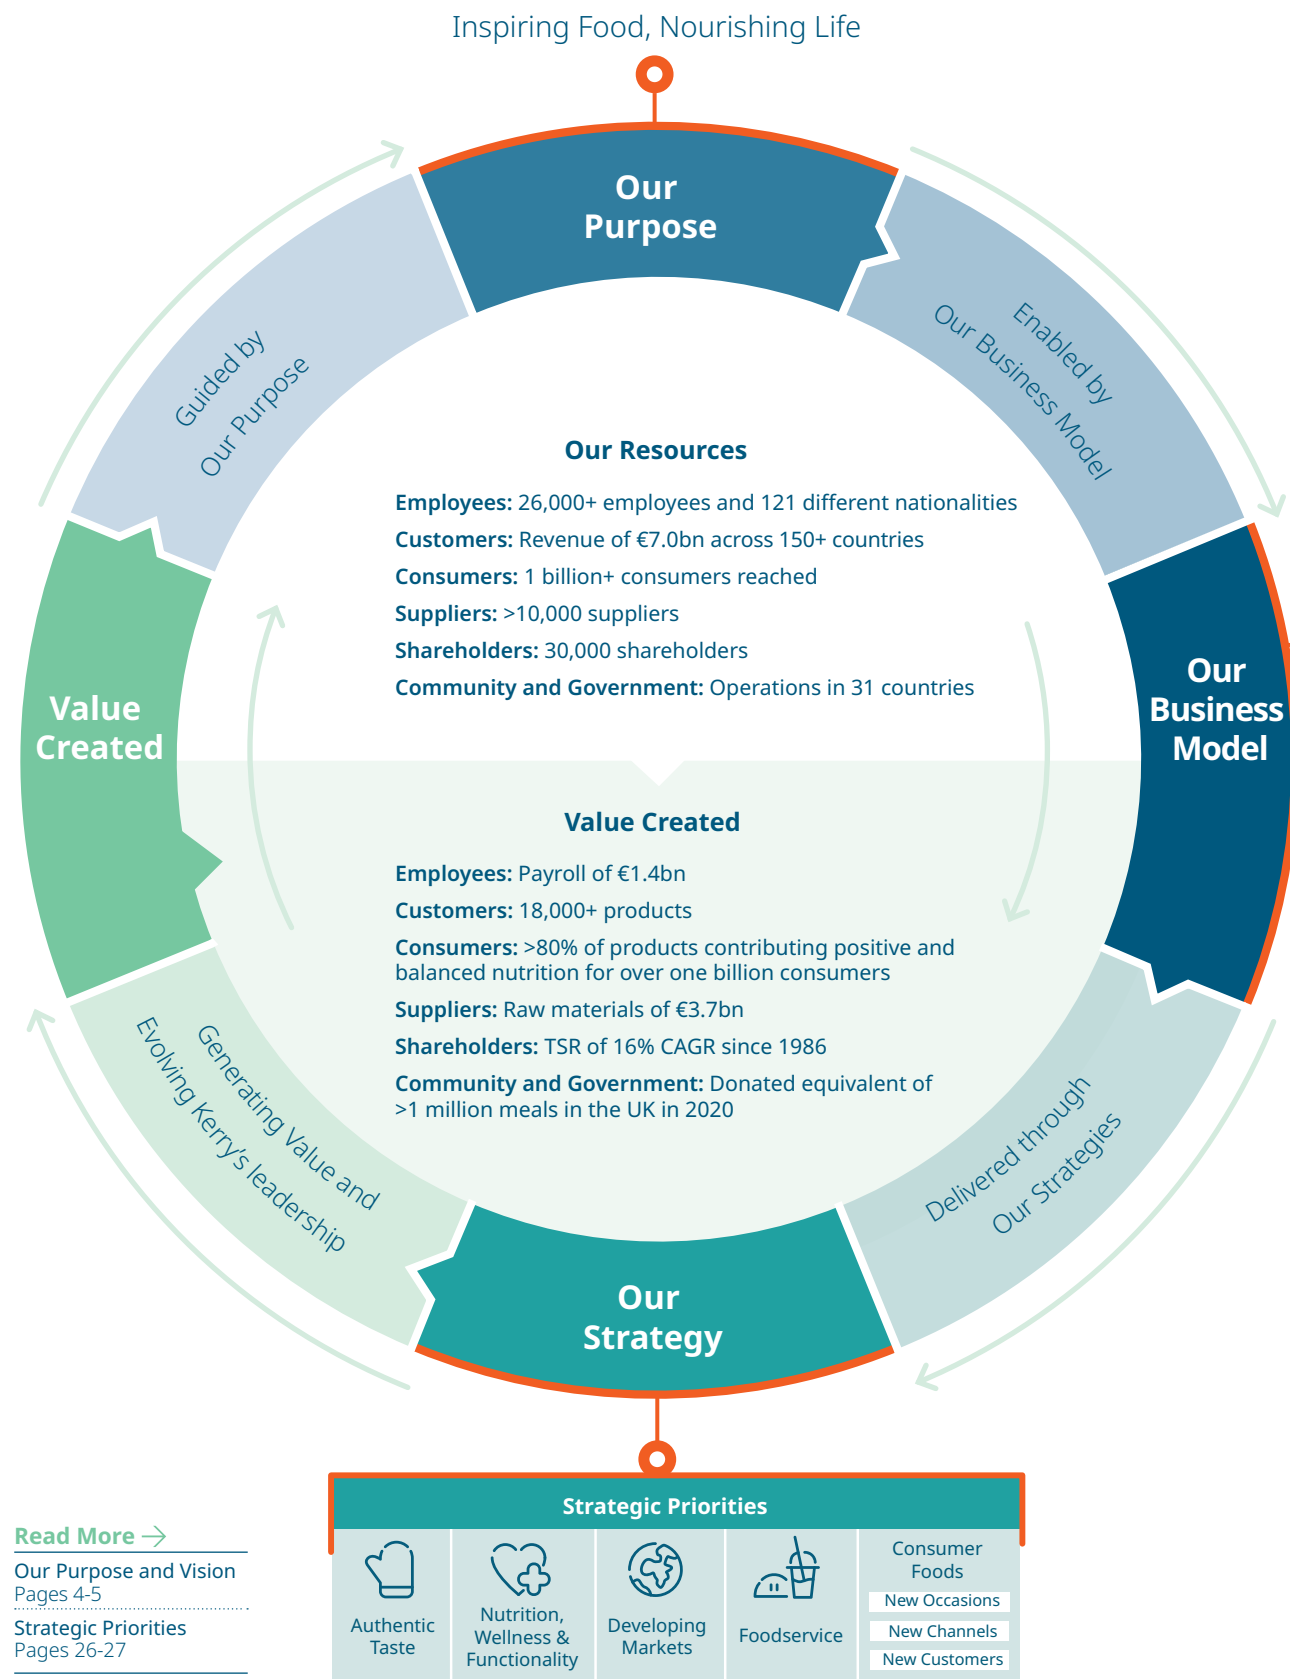 Inspiring Food, Nourishing Life
Our
Purpose
Enabled by
Our Business Model
Guided by
Our Purpose
Our Resources
Employees: 26,000+ employees and 121 different nationalities
Customers: Revenue of €7.0bn across 150+ countries
Consumers: 1 billion+ consumers reached
Suppliers: >10,000 suppliers
Shareholders: 30,000 shareholders
Community and Government: Operations in 31 countries
Our
Business
Model
Value
Created
Value Created
Employees: Payroll of €1.4bn
Customers: 18,000+ products
Consumers: >80% of products contributing positive and
balanced nutrition for over one billion consumers
Suppliers: Raw materials of €3.7bn
Shareholders: TSR of 16% CAGR since 1986
Community and Government: Donated equivalent of
>1 million meals in the UK in 2020
Generating Value and
Evolving Kerry's leadership
Delivered through
Our Strategies
Our
Strategy
Strategic Priorities
Authentic
Taste
Nutrition,
Wellness &
Functionality
Developing
Markets
Foodservice
Consumer
Foods
New Occasions
New Channels
New Customers
Read More
Our Purpose and Vision
Pages 4-5
Strategic Priorities
Pages 26-27